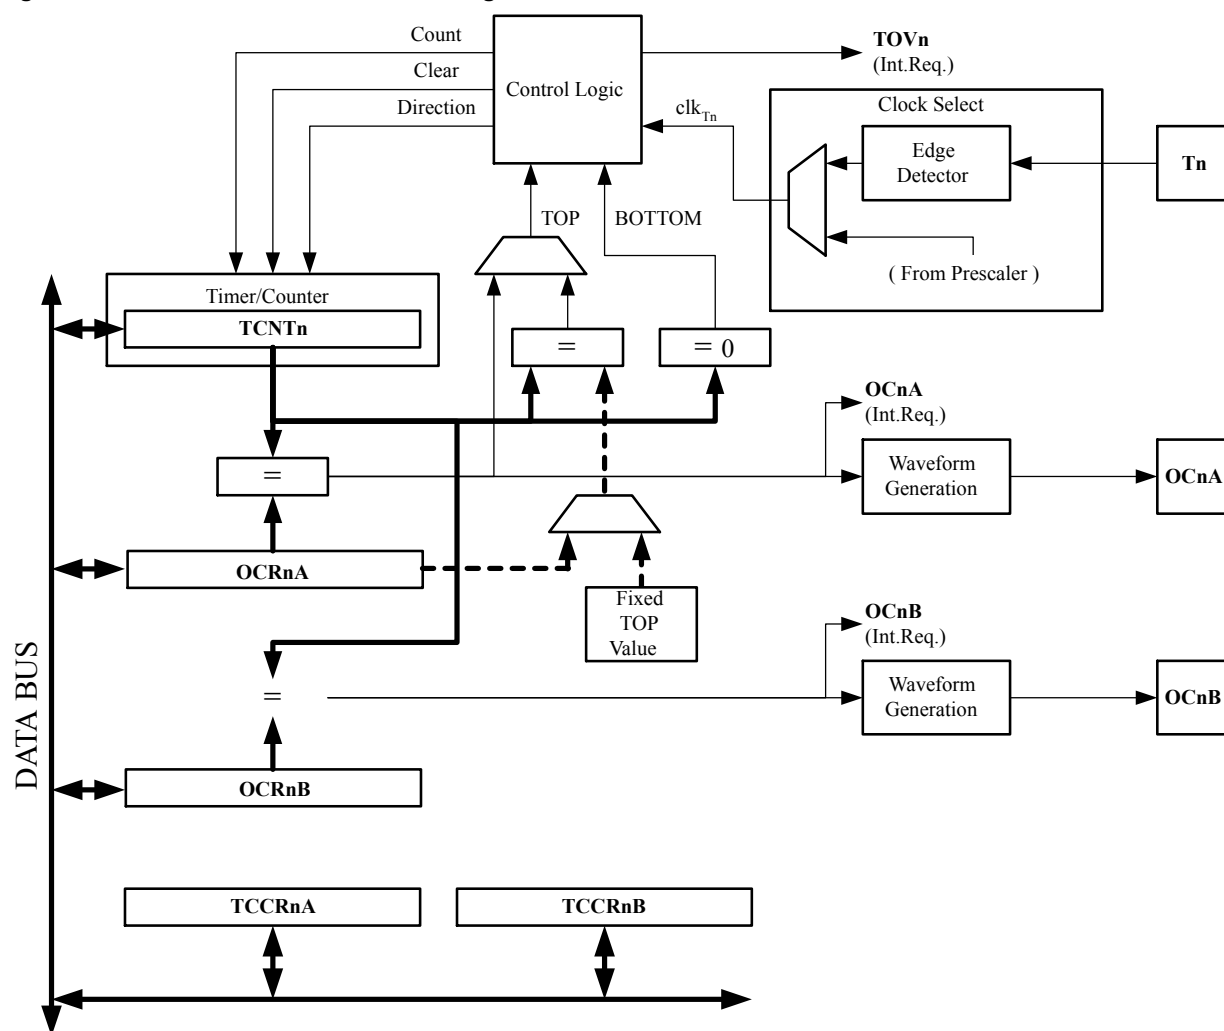 Count
Clear
Direction
Control Logic
TOVn
(Int.Req.)
clkTn
Clock Select
Edge
Detector
Tn
( From Prescaler )
TOP
BOTTOM
Timer/Counter
TCNTn
=
= 0
OCnA
(Int.Req.)
=
Waveform
Generation
OCnA
OCRnA
Fixed
TOP
Value
OCnB
(Int.Req.)
=
Waveform
Generation
OCnB
OCRnB
DATA BUS
TCCRnA
TCCRnB